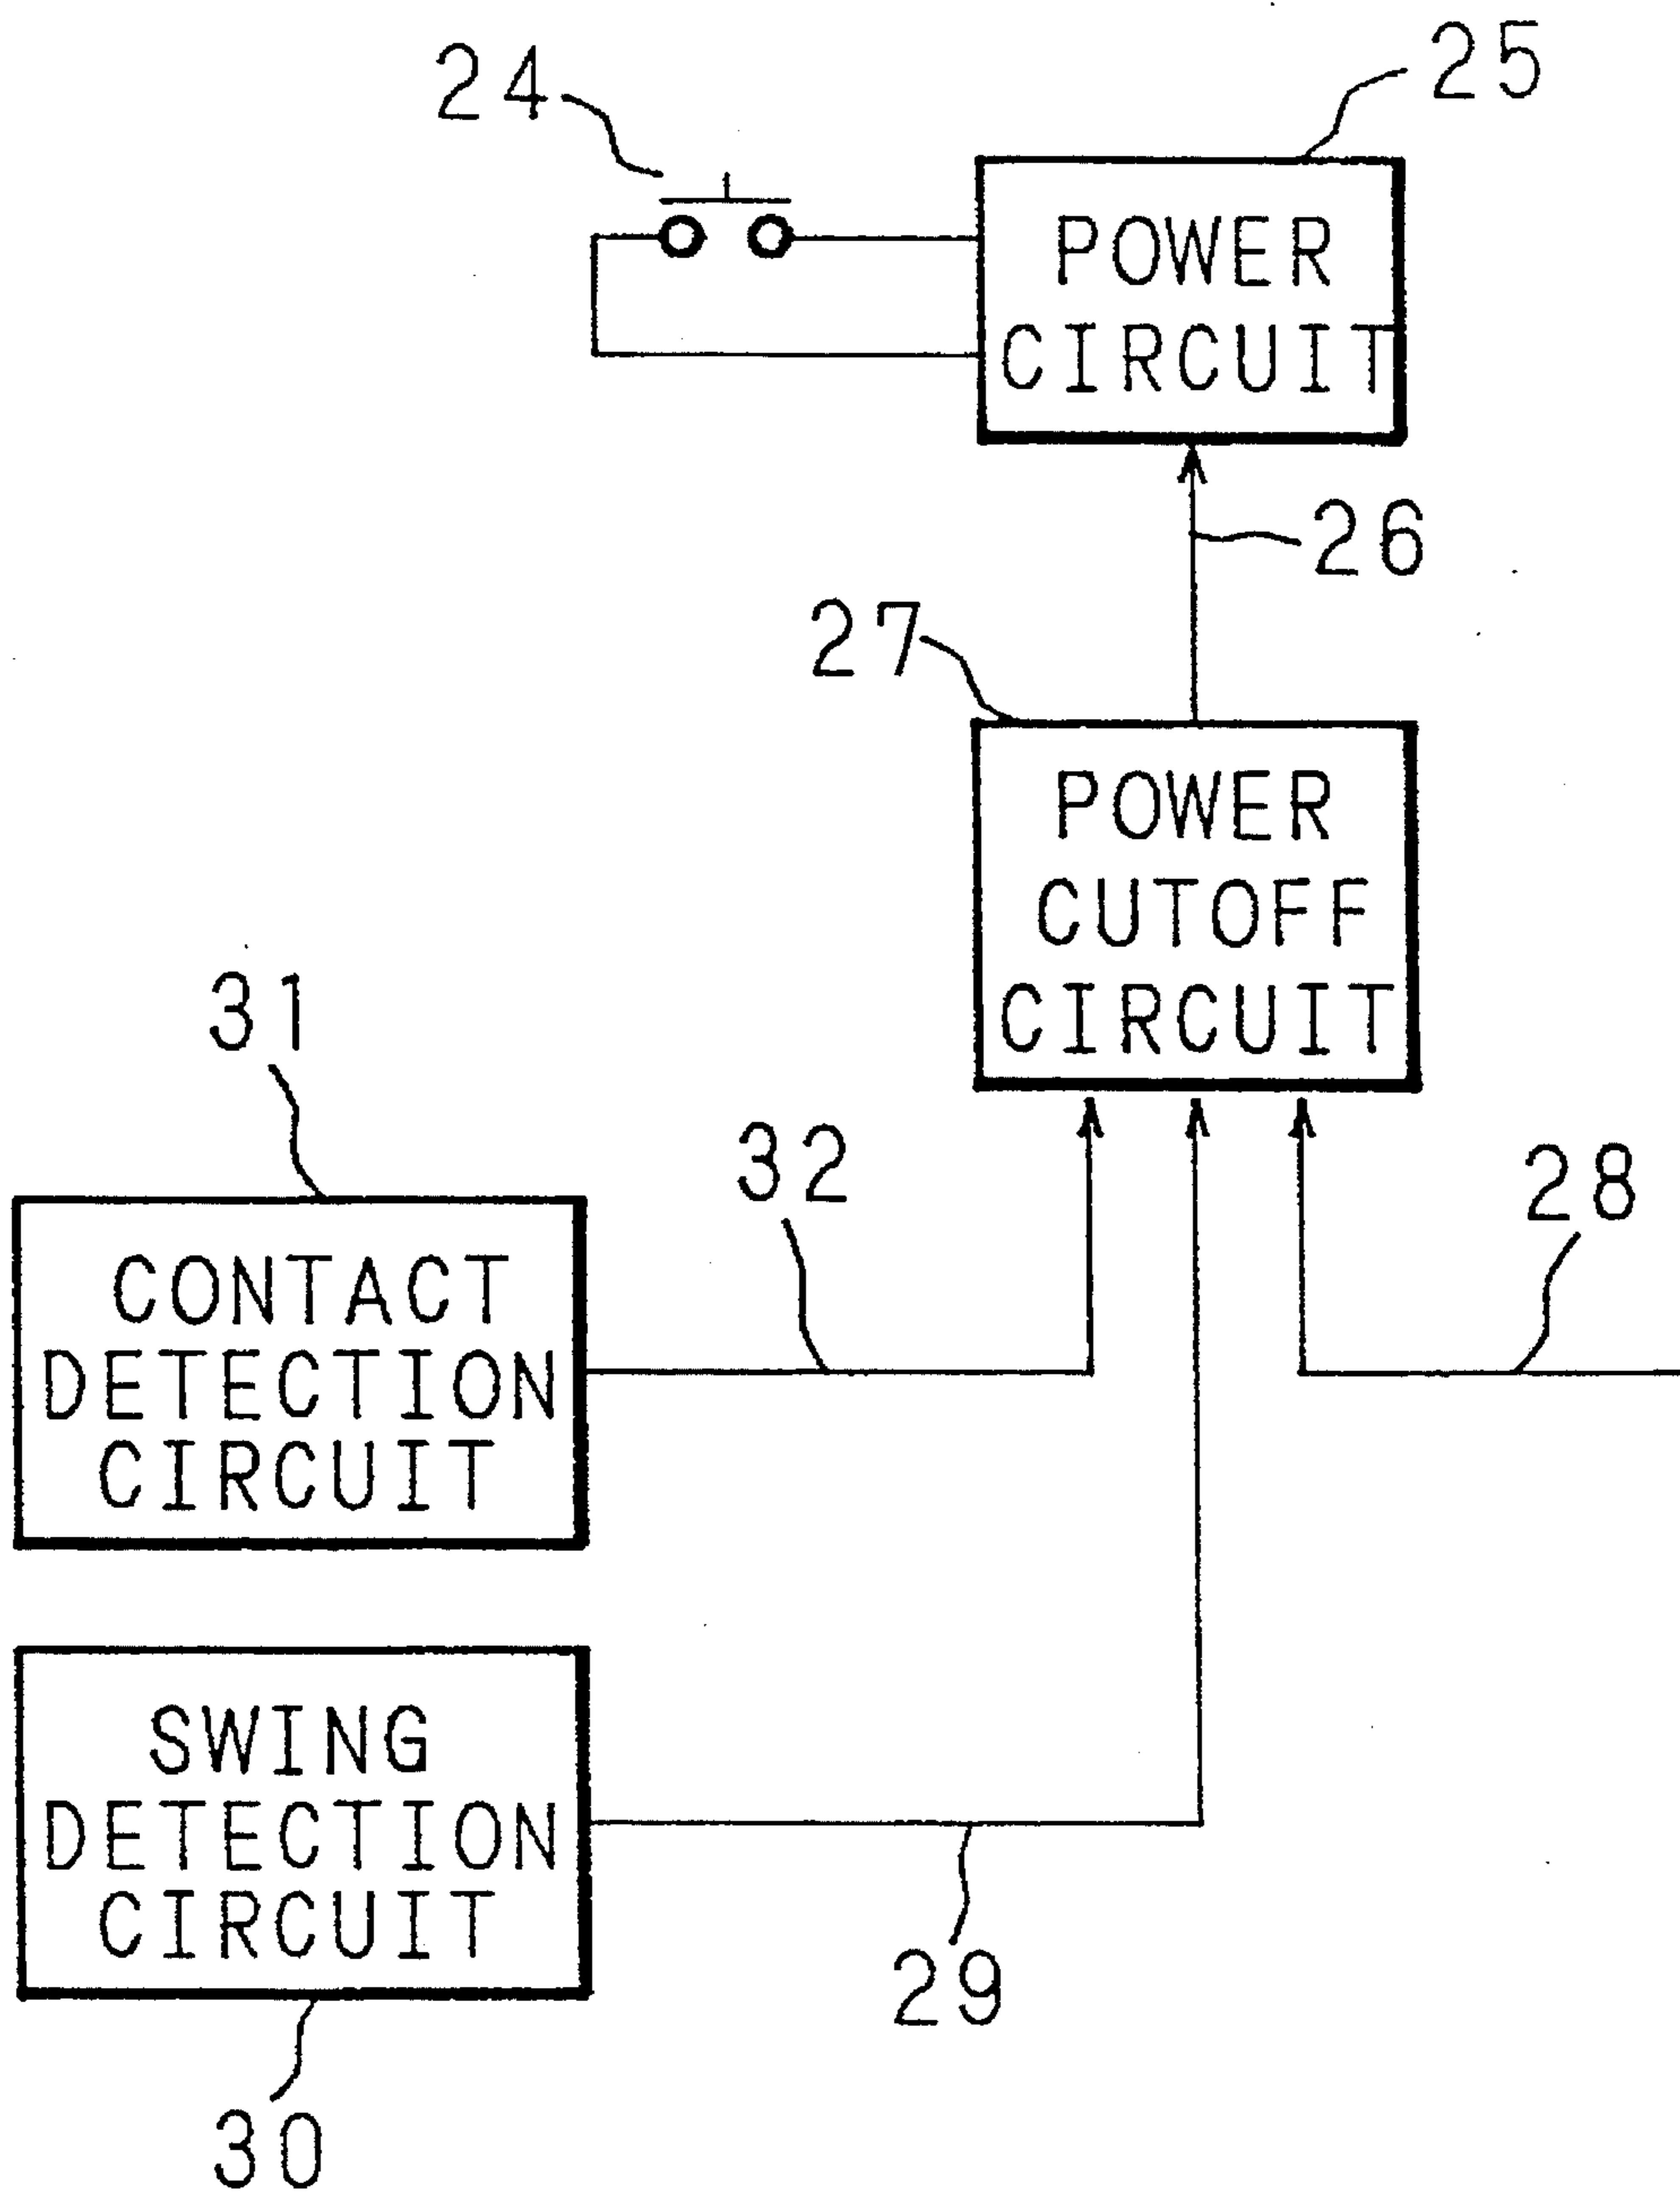 24
25
POWER
CIRCUIT
26
27
POWER
CUTOFF
CIRCUIT
31
32
28
CONTACT
DETECTION
CIRCUIT
SWING
DETECTION
CIRCUIT
29
30